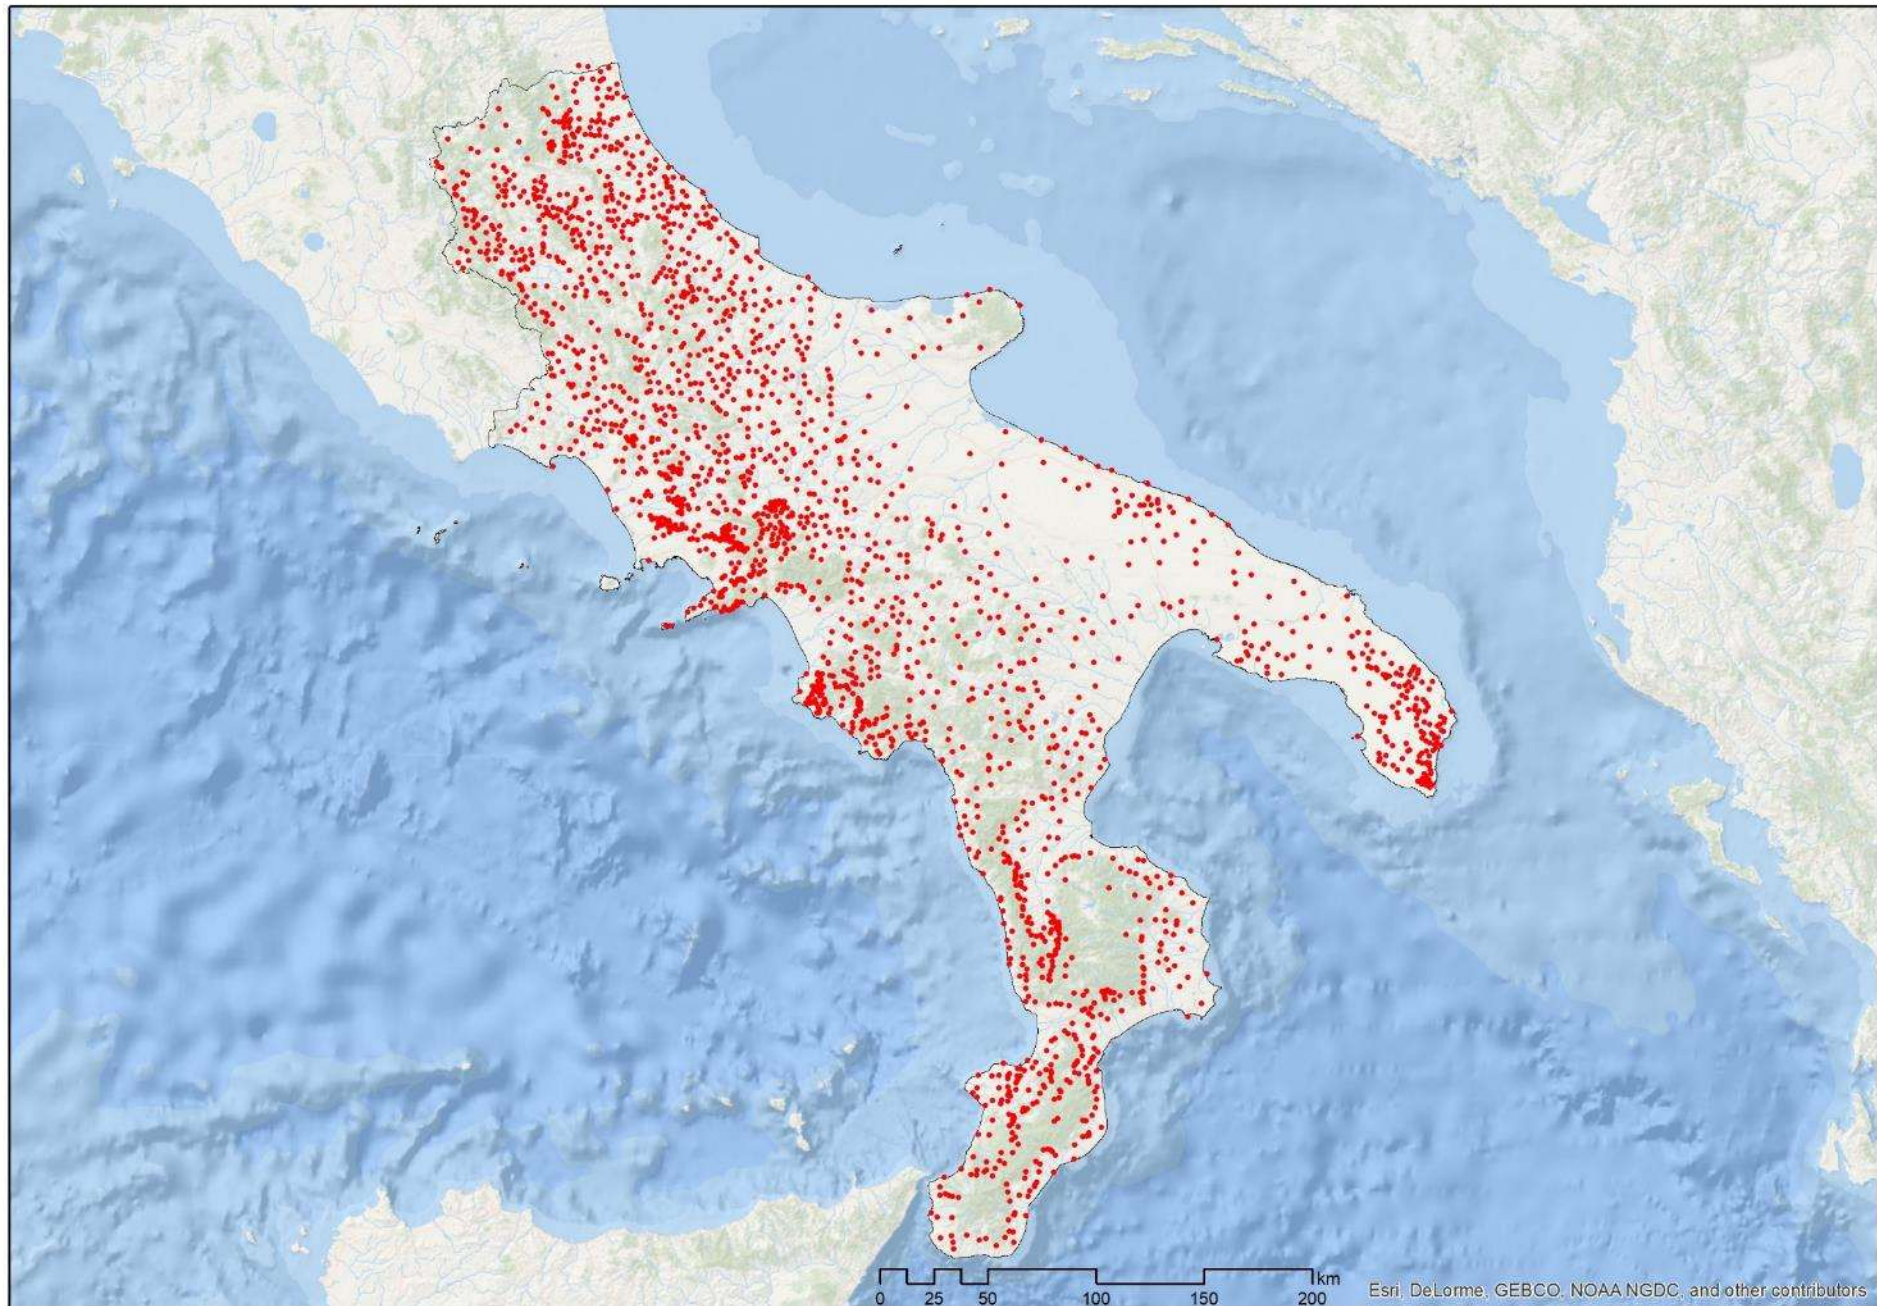 km
0 25 50 100 150 200
Esri, DeLorme, GEBCO, NOAA NGDC, and other contributors